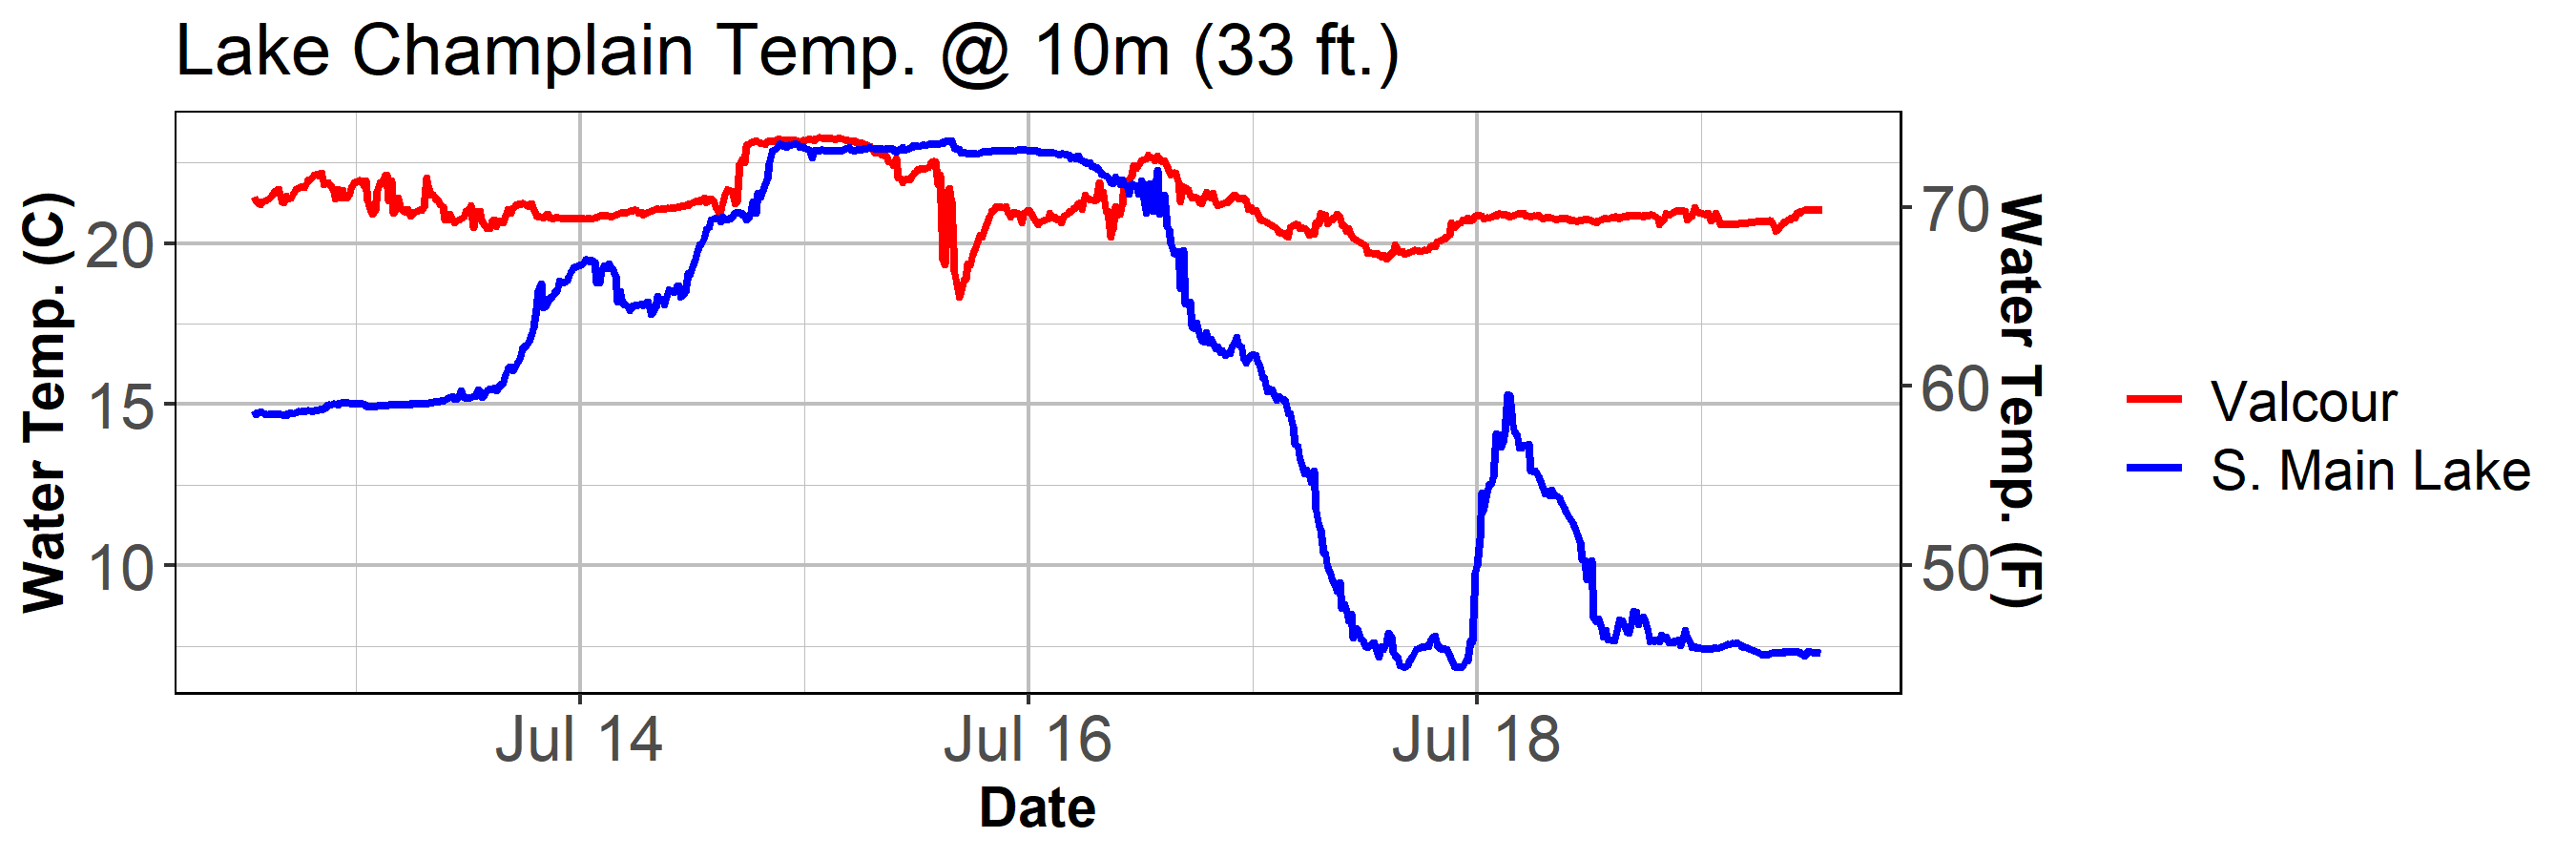 Lake Champlain Temp. @ 10m (33 ft.)
Water Temp. (C)
20
15
10
70
60
50
Water Temp. (F)
Jul 14
Jul 16
Jul 18
Date
Valcour
S. Main Lake